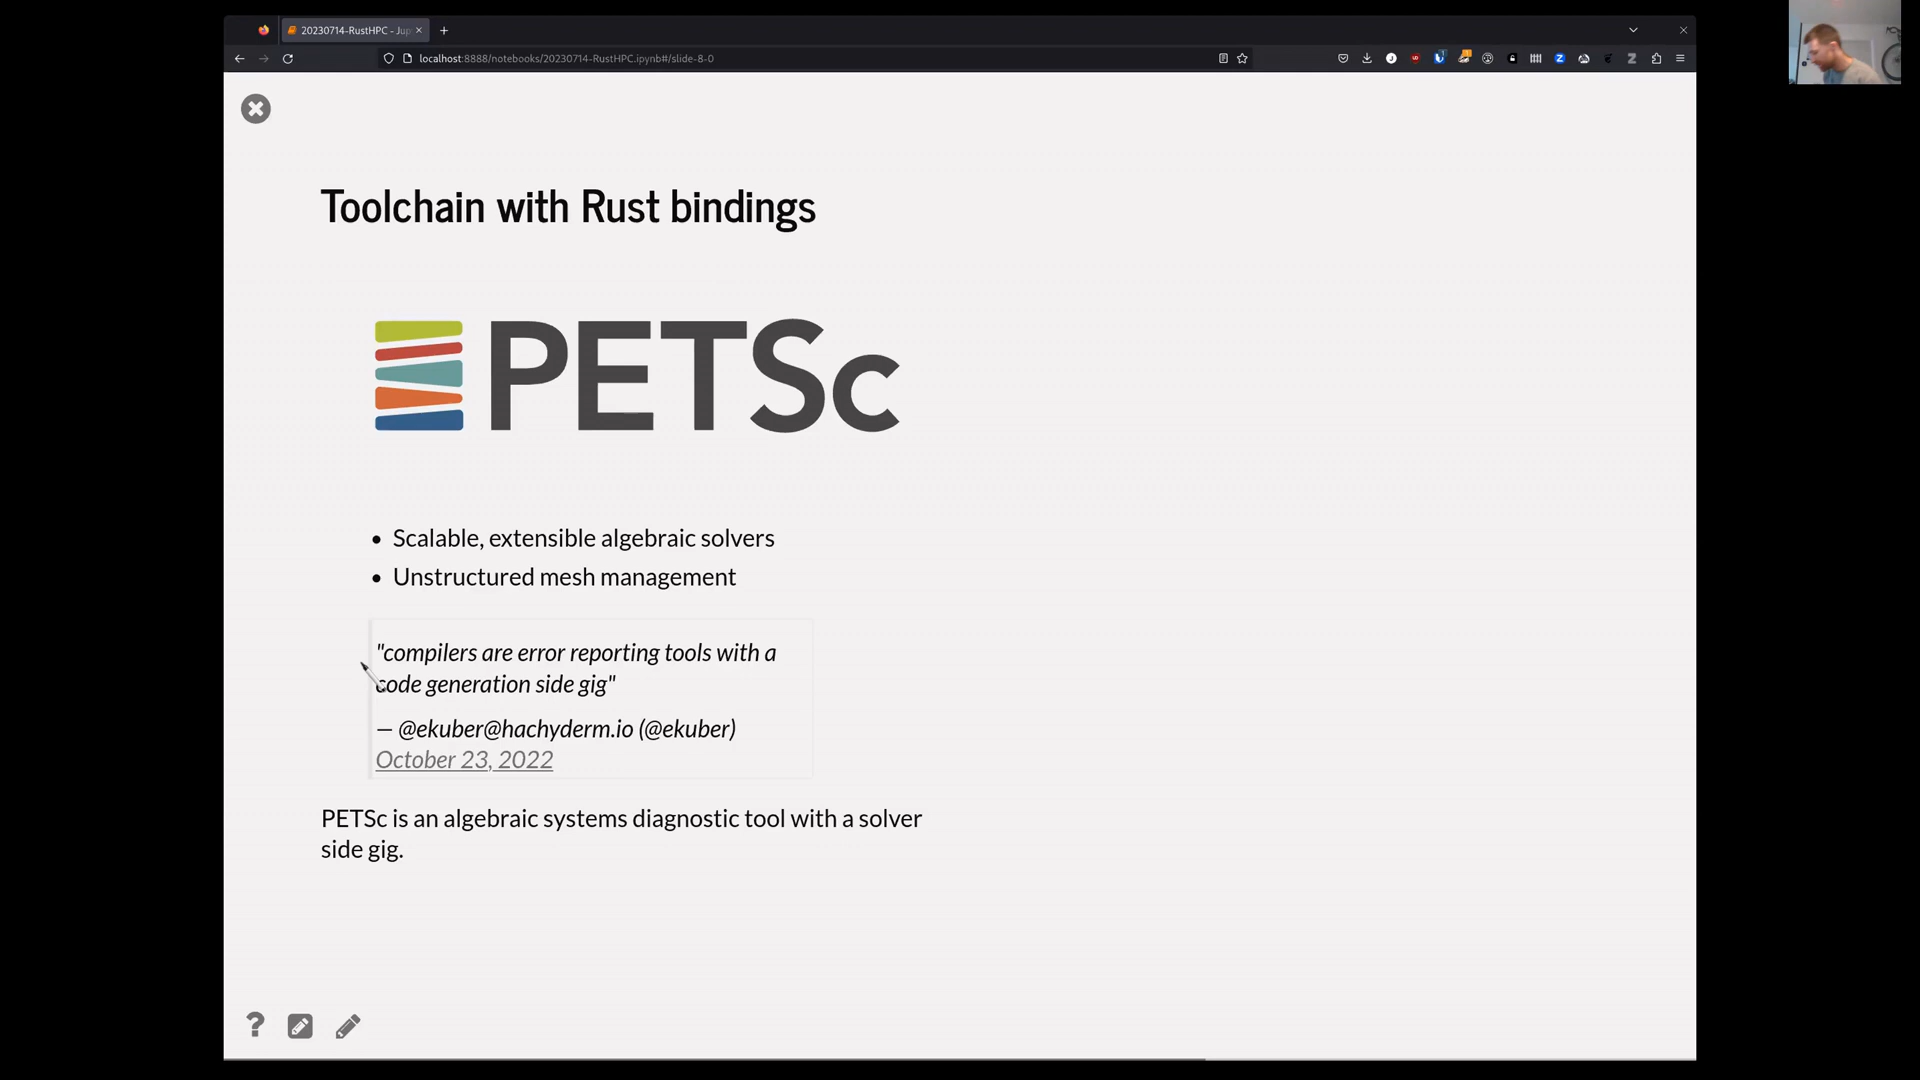 20230714-RustHPC - Jup
localhost:8888/notebooks/20230714-RustHPC.ipynb#/slide-8-0
Toolchain with Rust bindings
PETSc
• Scalable, extensible algebraic solvers
• Unstructured mesh management
"compilers are error reporting tools with a
code generation side gig"
— @ekuber@hachyderm.io (@ekuber)
October 23, 2022
PETSc is an algebraic systems diagnostic tool with a solver
side gig.